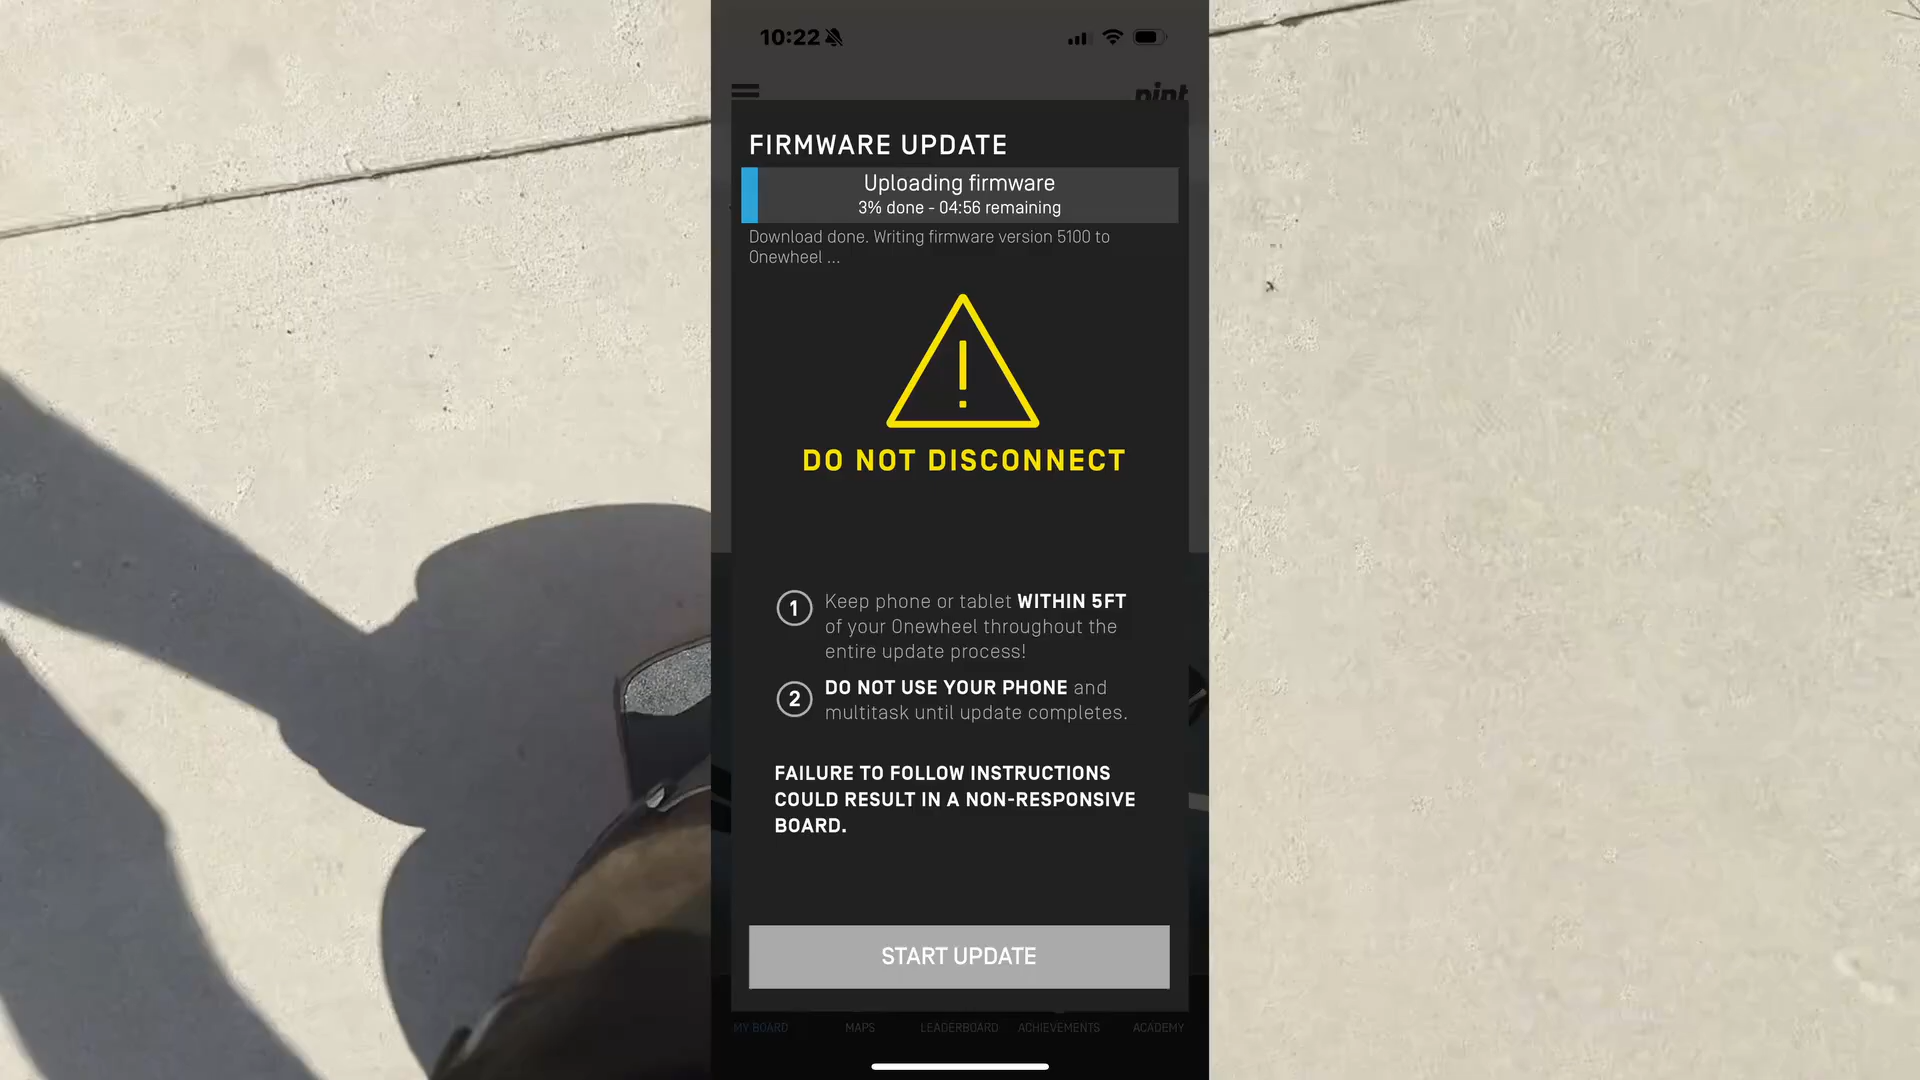 10:22
pint
FIRMWARE UPDATE
Uploading firmware
3% done - 04:56 remaining
Download done. Writing firmware version 5100 to
Onewheel ...
DO NOT DISCONNECT
1 Keep phone or tablet WITHIN 5FT
of your Onewheel throughout the
entire update process!
2 DO NOT USE YOUR PHONE and
multitask until update completes.
FAILURE TO FOLLOW INSTRUCTIONS
COULD RESULT IN A NON-RESPONSIVE
BOARD.
START UPDATE
MY BOARD MAPS LEADERBOARD ACHIEVEMENTS ACADEMY